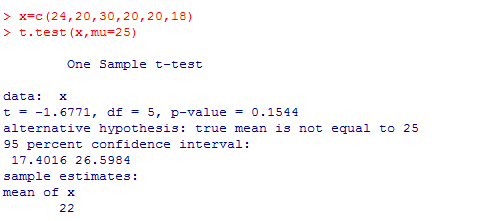 > x=c(24,20,30,20,20,18)
> t.test(x,mu=25)
One Sample t-test
data:  x
t = -1.6771, df = 5, p-value = 0.1544
alternative hypothesis: true mean is not equal to 25
95 percent confidence interval:
17.4016 26.5984
sample estimates:
mean of x
22